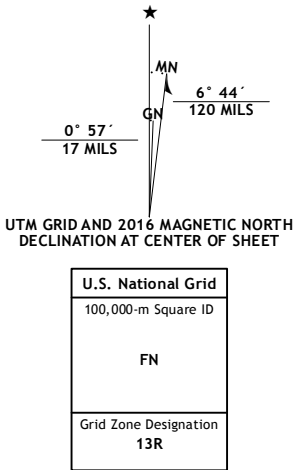 MN
GN
6° 44´
120 MILS
0° 57´
17 MILS
UTM GRID AND 2016 MAGNETIC NORTH
DECLINATION AT CENTER OF SHEET
U.S. National Grid
100,000-m Square ID
FN
Grid Zone Designation
13R